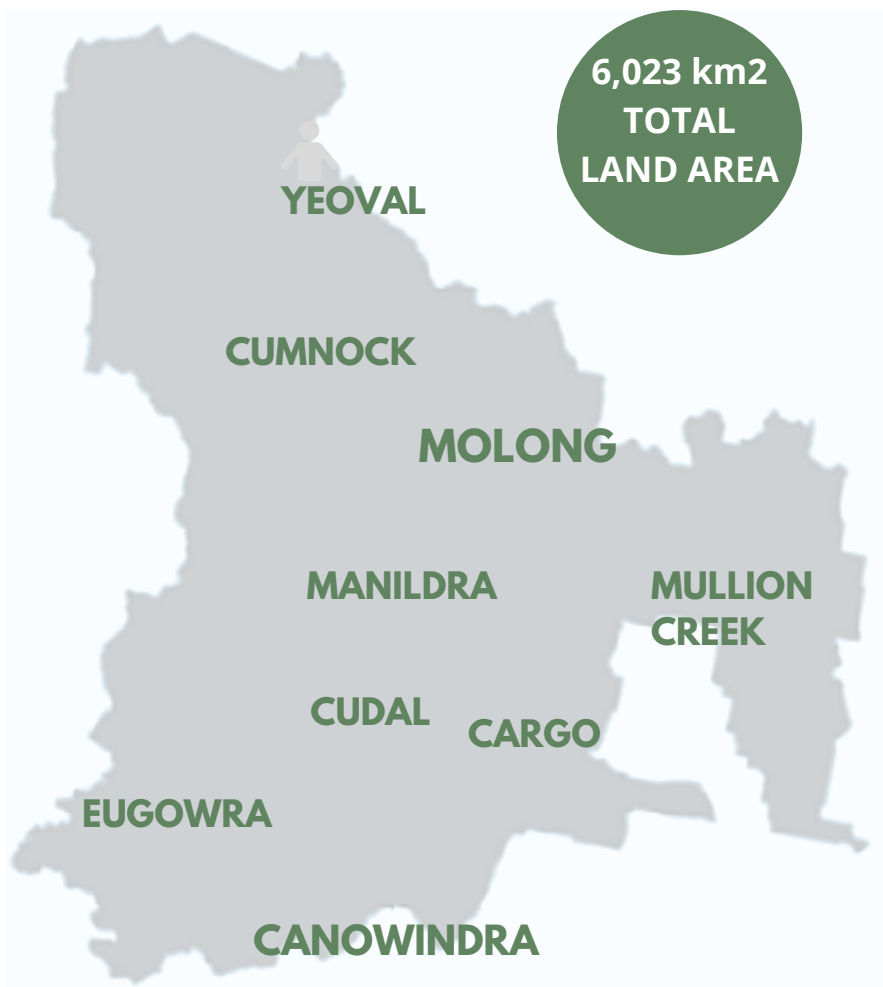 6,023 km2
TOTAL
LAND AREA
YEOVAL
CUMNOCK
MOLONG
MANILDRA
MULLION
CREEK
CUDAL
CARGO
EUGOWRA
CANOWINDRA